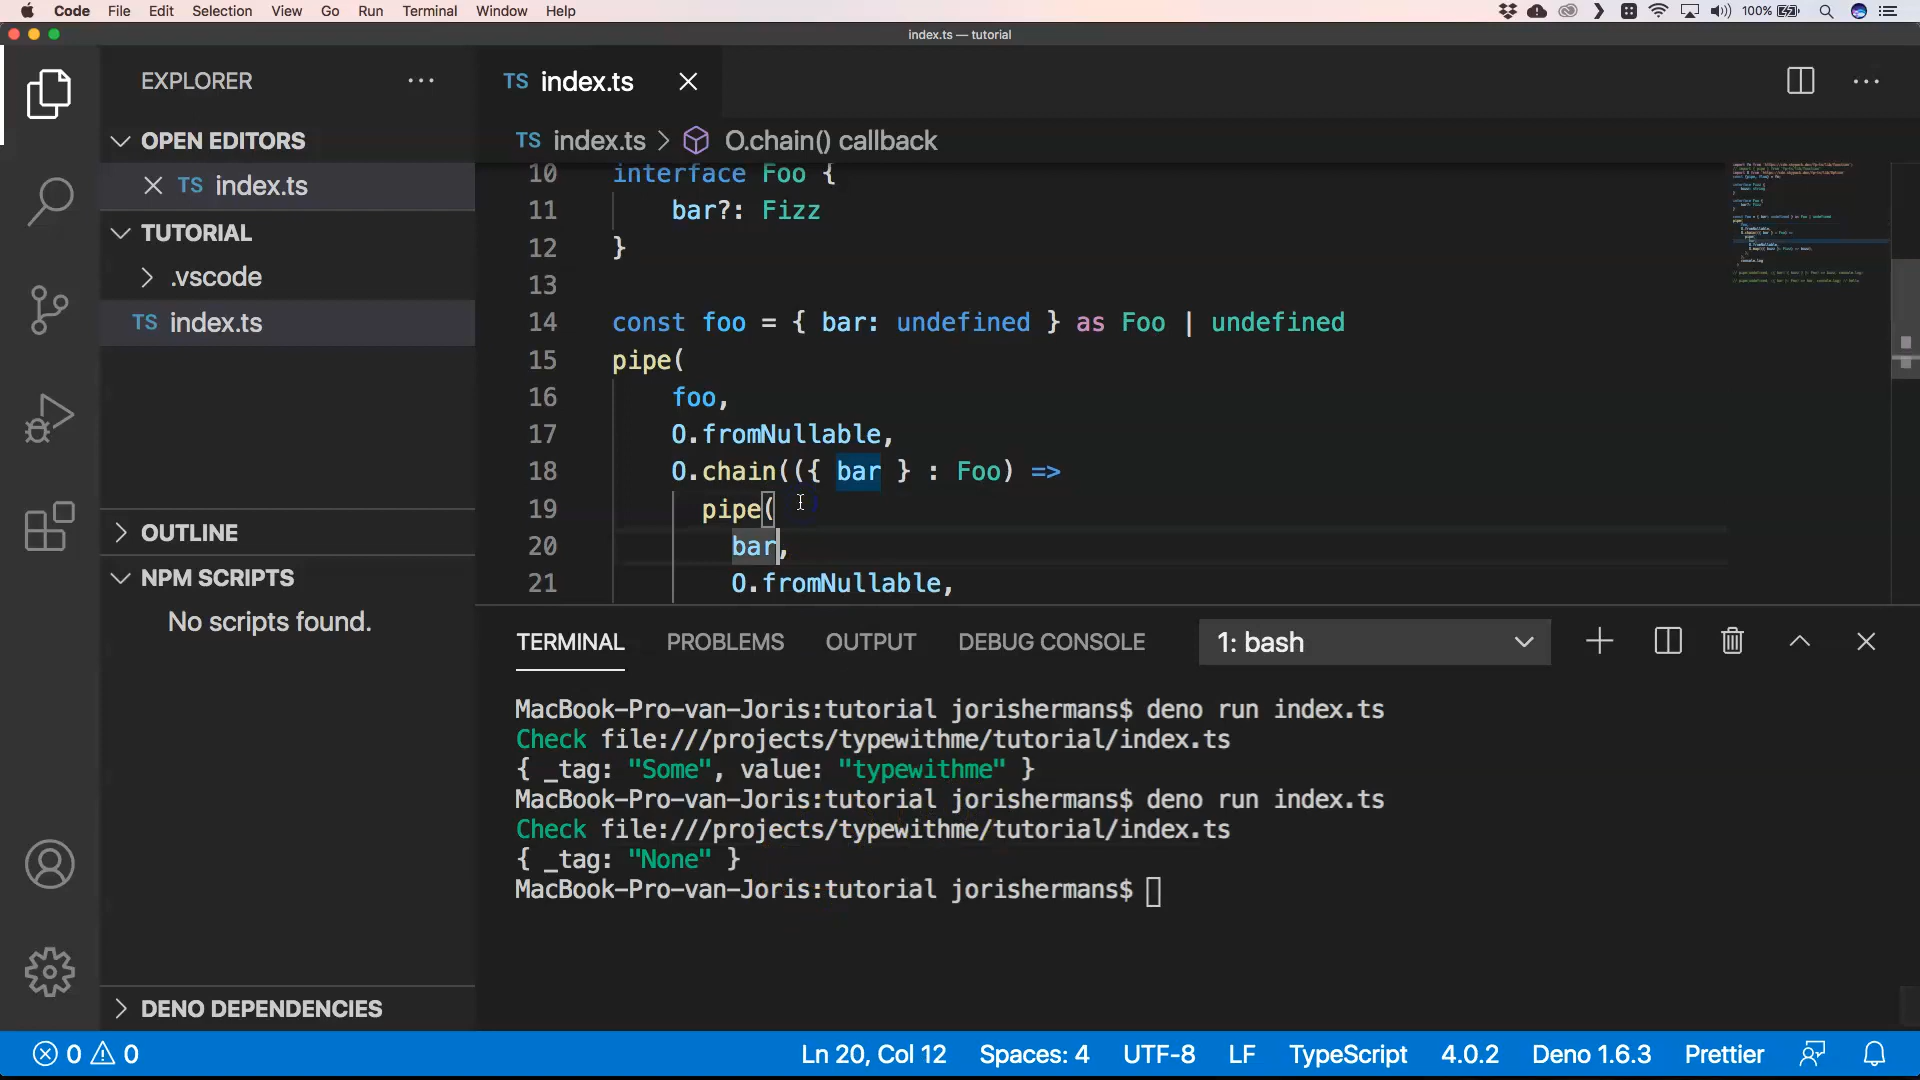 Code File Edit Selection View Go Run Terminal Window Help
100%
index.ts — tutorial
EXPLORER
OPEN EDITORS
TS index.ts
TUTORIAL
.vscode
TS index.ts
OUTLINE
NPM SCRIPTS
No scripts found.
DENO DEPENDENCIES
TS index.ts
TS index.ts > O.chain() callback
10 interface Foo {
11 bar?: Fizz
12 }
13
14 const foo = { bar: undefined } as Foo | undefined
15 pipe(
16 foo,
17 O.fromNullable,
18 O.chain(({ bar } : Foo) =>
19 pipe(
20 bar,
21 O.fromNullable,
TERMINAL PROBLEMS OUTPUT DEBUG CONSOLE 1: bash
MacBook-Pro-van-Joris:tutorial jorishermans$ deno run index.ts
Check file:///projects/typewithme/tutorial/index.ts
{ _tag: "Some", value: "typewithme" }
MacBook-Pro-van-Joris:tutorial jorishermans$ deno run index.ts
Check file:///projects/typewithme/tutorial/index.ts
{ _tag: "None" }
MacBook-Pro-van-Joris:tutorial jorishermans$
0 0 Ln 20, Col 12 Spaces: 4 UTF-8 LF TypeScript 4.0.2 Deno 1.6.3 Prettier